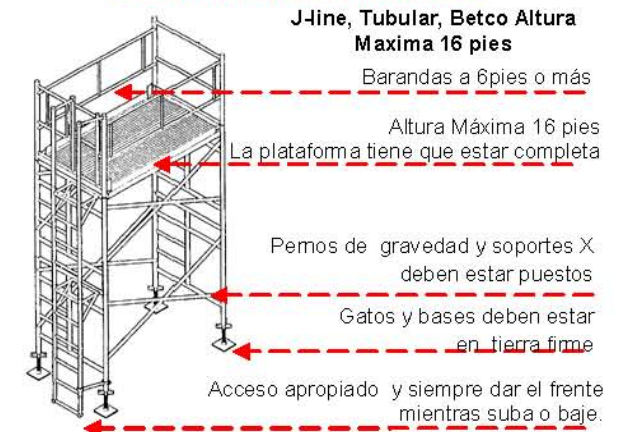 J-line, Tubular, Betco Altura
Maxima 16 pies
Barandas a 6pies o más
Altura Máxima 16 pies
La plataforma tiene que estar completa
Pernos de gravedad y soportes X
deben estar puestos
Gatos y bases deben estar
en tierra firme
Acceso apropiado y siempre dar el frente
mientras suba o baje.